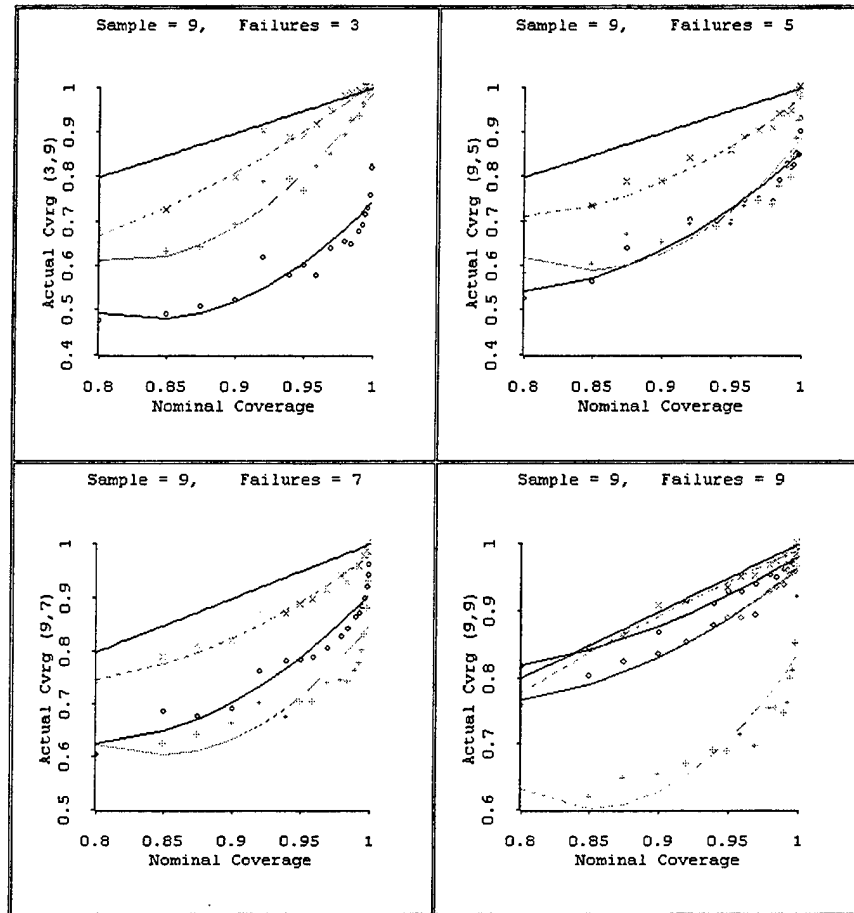 Sample = 9, Failures = 3
Actual Cvrg (3,9)
1
0.9
0.8
0.7
0.6
0.5
0.4
0.8 0.85 0.9 0.95 1
Nominal Coverage
Sample = 9, Failures = 5
Actual Cvrg (9,5)
1
0.9
0.8
0.7
0.6
0.5
0.4
0.8 0.85 0.9 0.95 1
Nominal Coverage
Sample = 9, Failures = 7
Actual Cvrg (9,7)
1
0.9
0.8
0.7
0.6
0.5
0.8 0.85 0.9 0.95 1
Nominal Coverage
Sample = 9, Failures = 9
Actual Cvrg (9,9)
1
0.9
0.8
0.7
0.6
0.8 0.85 0.9 0.95 1
Nominal Coverage